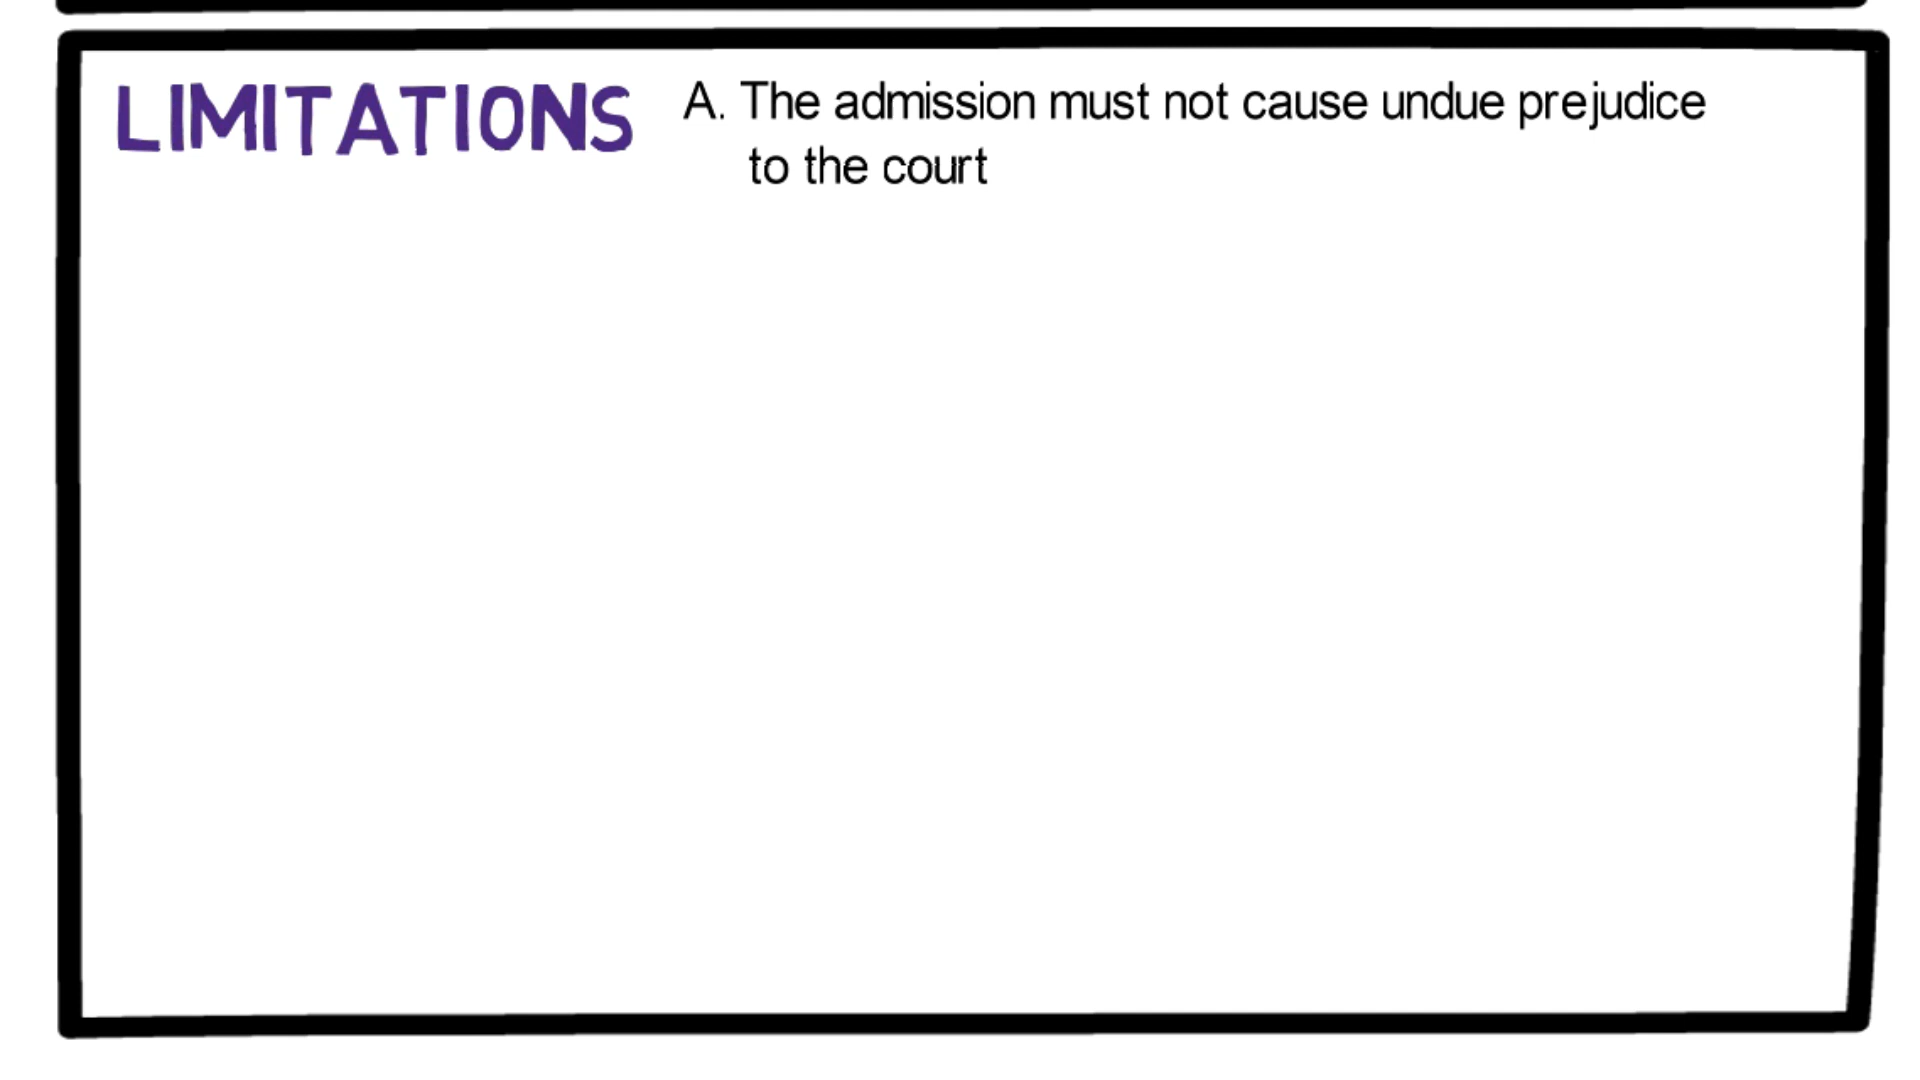 LIMITATIONS
A. The admission must not cause undue prejudice
to the court